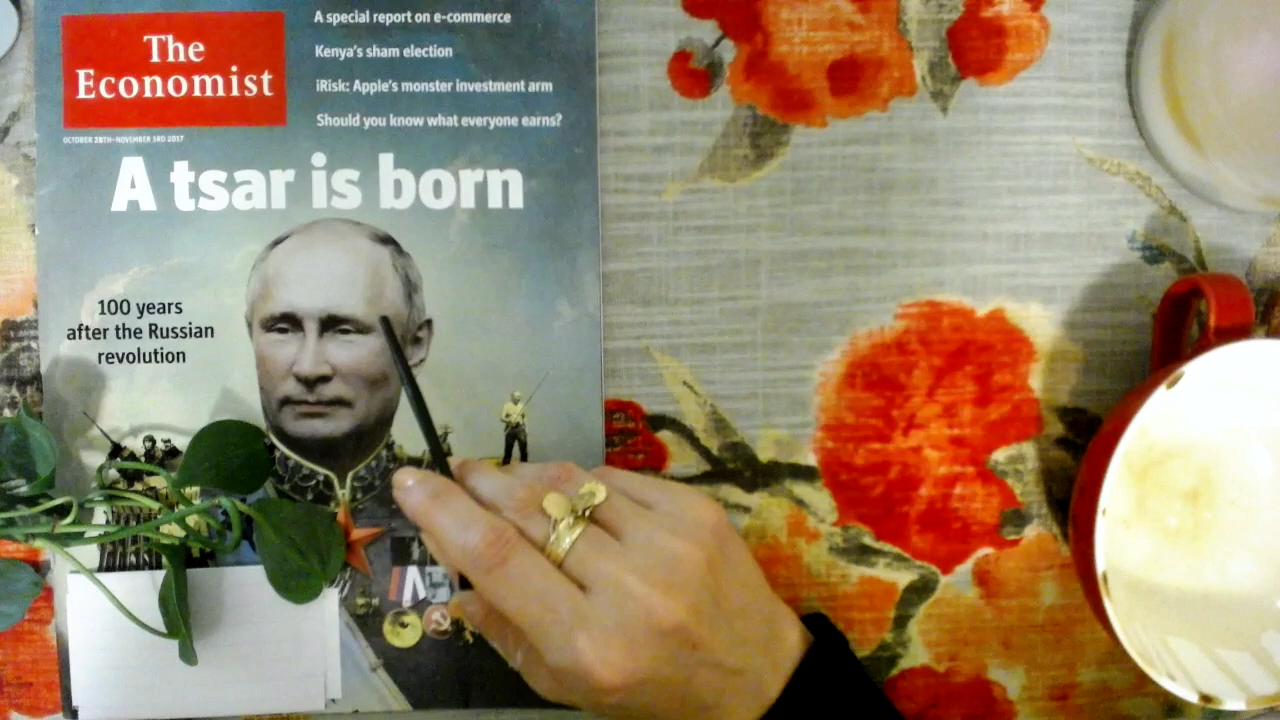 The
Economist
OCTOBER 28TH–NOVEMBER 3RD 2017
A special report on e-commerce
Kenya's sham election
iRisk: Apple's monster investment arm
Should you know what everyone earns?
A tsar is born
100 years
after the Russian
revolution